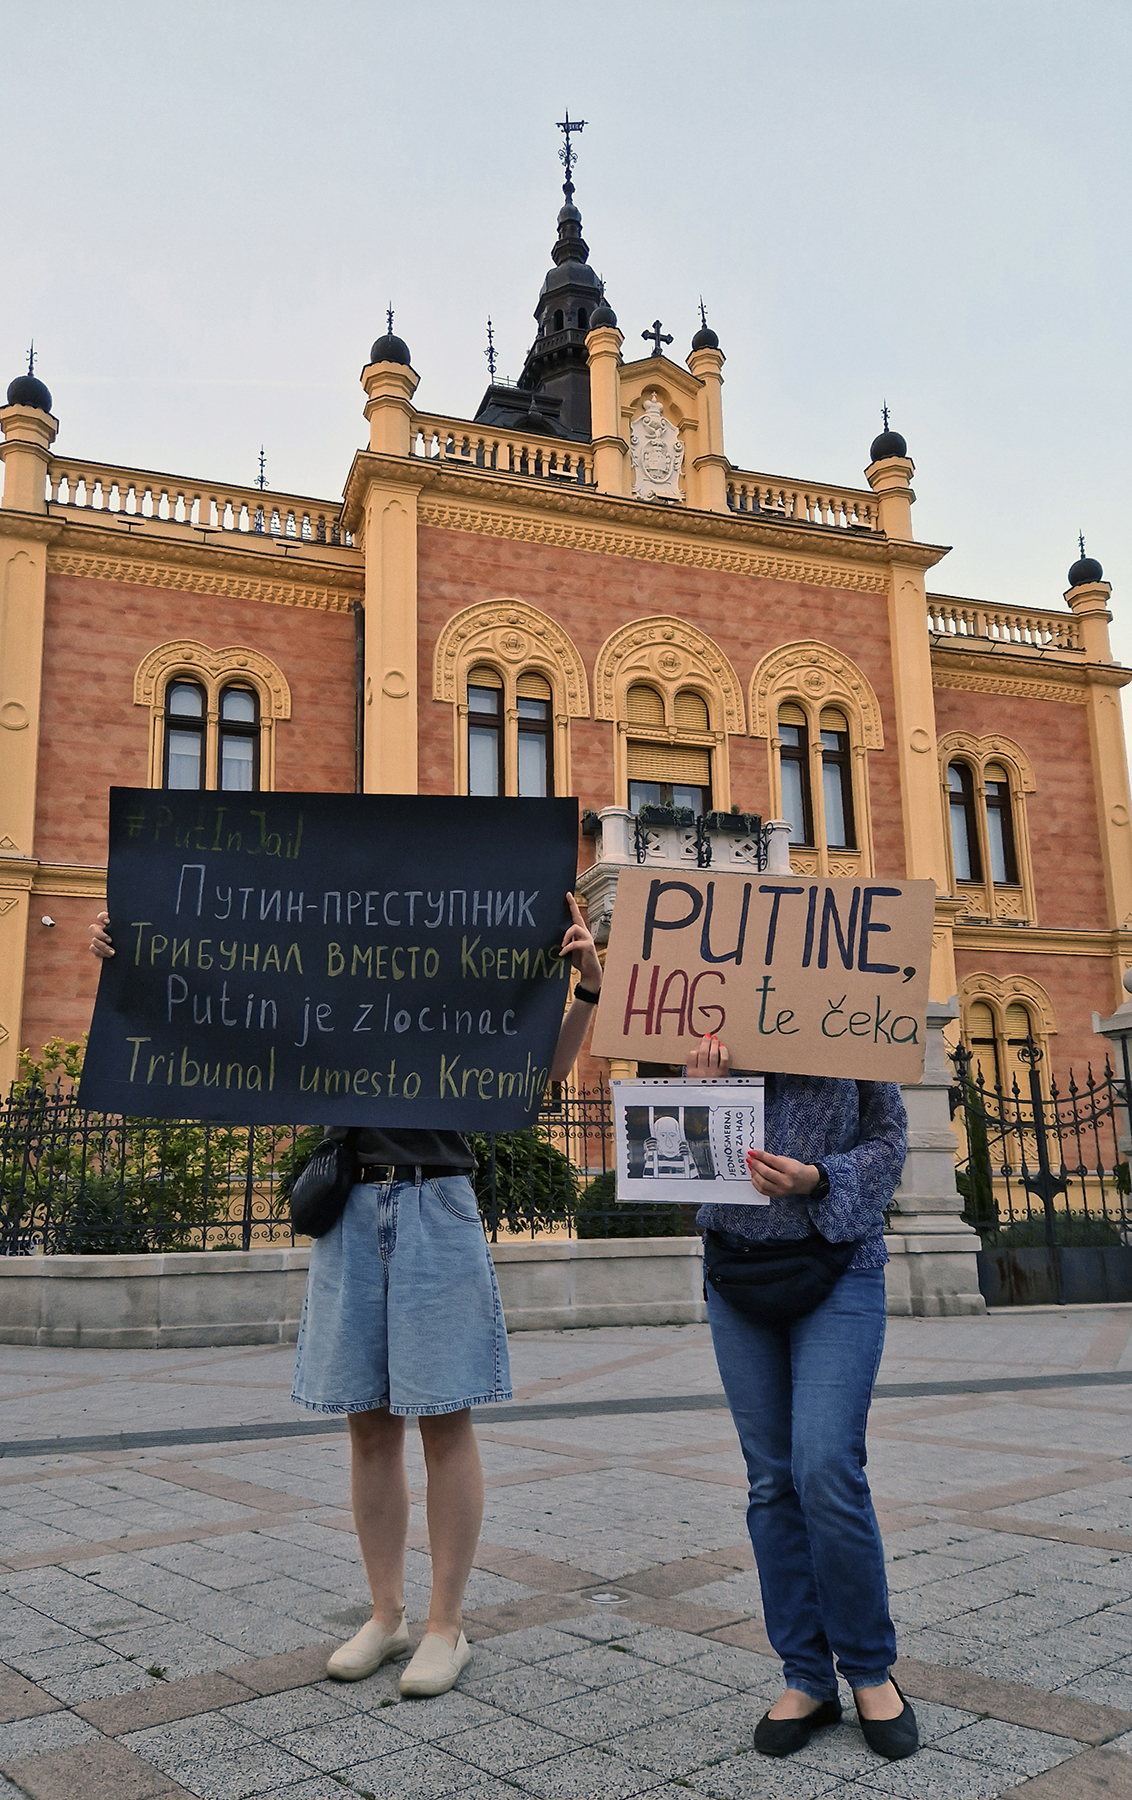 #PutInJail
Путин-преступник
Трибунал вместо Кремля
Putin je zlocinac
Tribunal umesto Kremlja
PUTINE,
HAG te čeka
JEDNOSMERNA
KARTA ZA HAG